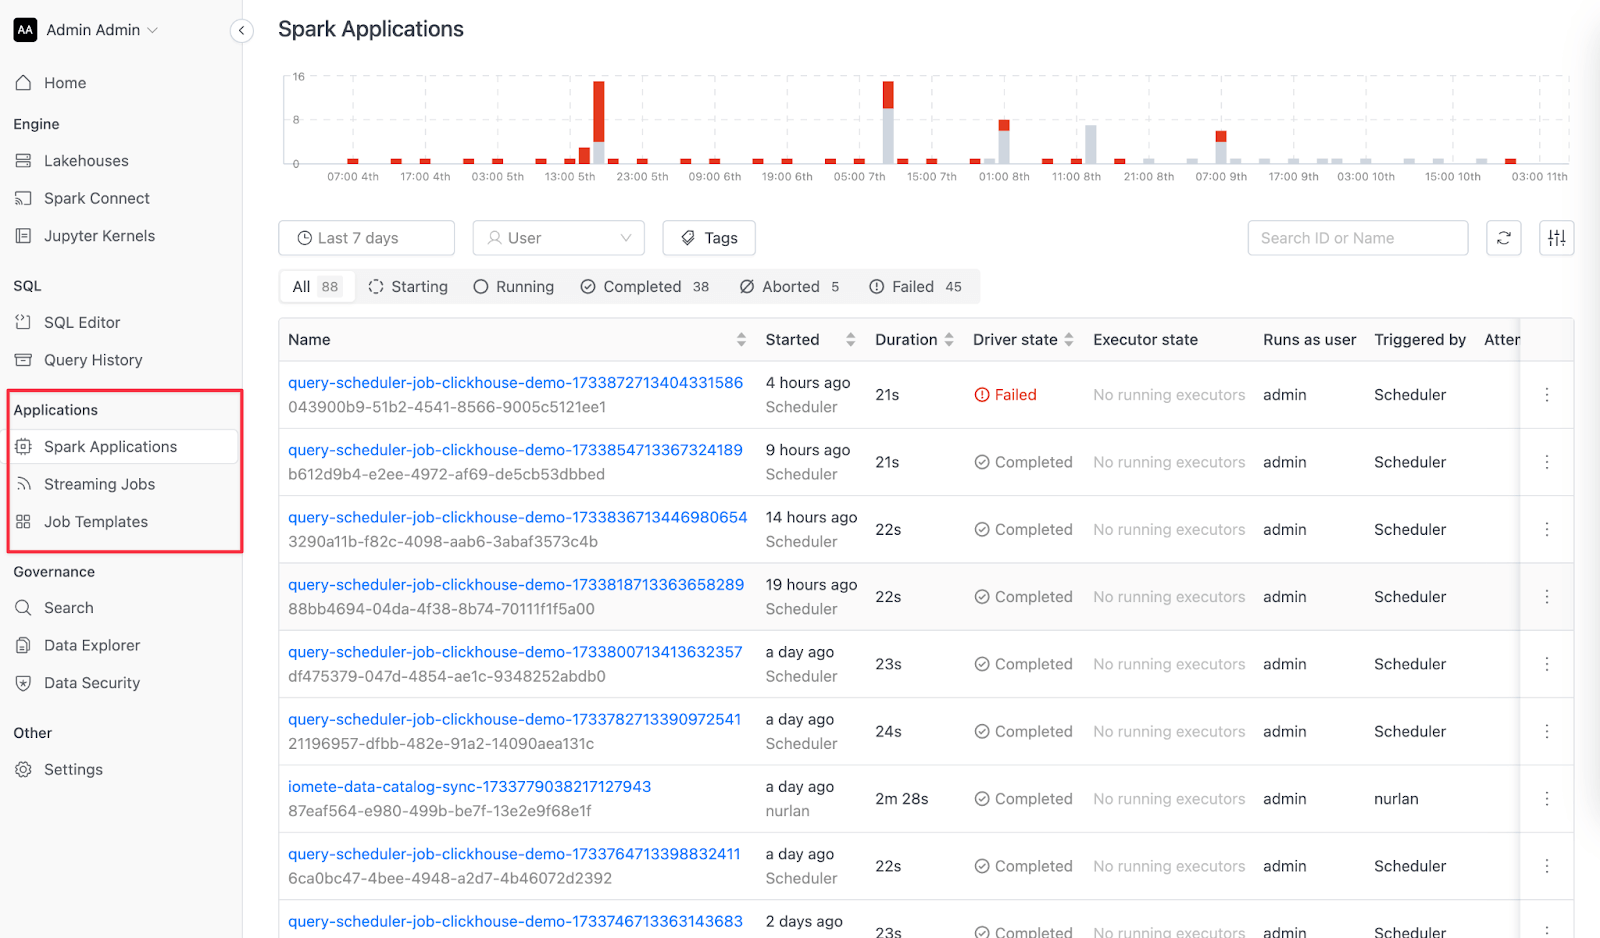 AA Admin Admin
Home
Engine
Lakehouses
Spark Connect
Jupyter Kernels
SQL
SQL Editor
Query History
Applications
Spark Applications
Streaming Jobs
Job Templates
Governance
Search
Data Explorer
Data Security
Other
Settings
Spark Applications
16
8
0
07:00 4th 17:00 4th 03:00 5th 13:00 5th 23:00 5th 09:00 6th 19:00 6th 05:00 7th 15:00 7th 01:00 8th 11:00 8th 21:00 8th 07:00 9th 17:00 9th 03:00 10th 15:00 10th 03:00 11th
Last 7 days User Tags Search ID or Name
All 88 Starting Running Completed 38 Aborted 5 Failed 45
Name Started Duration Driver state Executor state Runs as user Triggered by Atter
query-scheduler-job-clickhouse-demo-1733872713404331586 4 hours ago
21s Failed No running executors admin Scheduler
043900b9-51b2-4541-8566-9005c5121ee1 Scheduler
query-scheduler-job-clickhouse-demo-1733854713367324189 9 hours ago
21s Completed No running executors admin Scheduler
b612d9b4-e2ee-4972-af69-de5cb53dbbed Scheduler
query-scheduler-job-clickhouse-demo-1733836713446980654 14 hours ago
22s Completed No running executors admin Scheduler
3290a11b-f82c-4098-aab6-3abaf3573c4b Scheduler
query-scheduler-job-clickhouse-demo-1733818713363658289 19 hours ago
22s Completed No running executors admin Scheduler
88bb4694-04da-4f38-8b74-70111f1f5a00 Scheduler
query-scheduler-job-clickhouse-demo-1733800713413632357 a day ago
23s Completed No running executors admin Scheduler
df475379-047d-4854-ae1c-9348252abdb0 Scheduler
query-scheduler-job-clickhouse-demo-1733782713390972541 a day ago
24s Completed No running executors admin Scheduler
21196957-dfbb-482e-91a2-14090aea131c Scheduler
iomete-data-catalog-sync-1733779038217127943 a day ago
2m 28s Completed No running executors admin nurlan
87eaf564-e980-499b-be7f-13e2e9f68e1f nurlan
query-scheduler-job-clickhouse-demo-1733764713398832411 a day ago
22s Completed No running executors admin Scheduler
6ca0bc47-4bee-4948-a2d7-4b46072d2392 Scheduler
query-scheduler-job-clickhouse-demo-1733746713363143683 2 days ago
23s Completed No running executors admin Scheduler